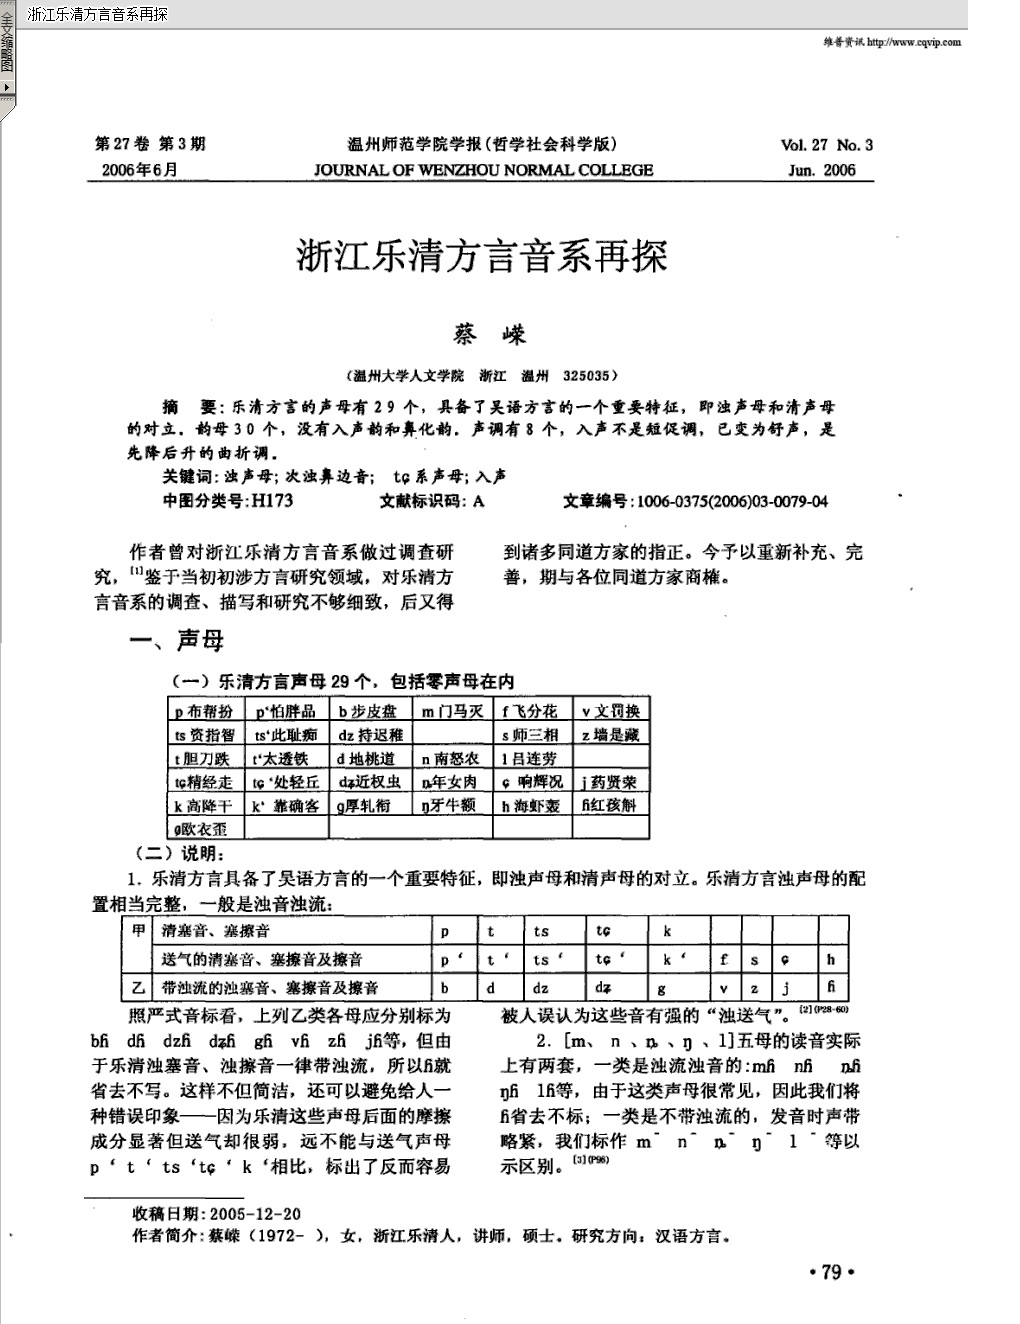 浙江乐清方言音系再探
全文缩略图
维普资讯 http://www.cqvip.com
第27卷 第3期 温州师范学院学报(哲学社会科学版) Vol. 27 No. 3
2006年6月 JOURNAL OF WENZHOU NORMAL COLLEGE Jun. 2006
浙江乐清方言音系再探
蔡 嵘
(温州大学人文学院 浙江 温州 325035)
摘 要:乐清方言的声母有29个,具备了吴语方言的一个重要特征,即浊声母和清声母
的对立。韵母30个,没有入声韵和鼻化韵。声调有8个,入声不是短促调,已变为舒声,是
先降后升的曲折调。
关键词:浊声母;次浊鼻边音; tɕ系声母;入声
中图分类号:H173 文献标识码: A 文章编号:1006-0375(2006)03-0079-04
作者曾对浙江乐清方言音系做过调查研
究,[1]鉴于当初初涉方言研究领域,对乐清方
言音系的调查、描写和研究不够细致,后又得
到诸多同道方家的指正。今予以重新补充、完
善,期与各位同道方家商榷。
一、声母
(一)乐清方言声母29个,包括零声母在内
p布帮扮 p‘怕胖品 b步皮盘 m门马灭 f飞分花 v文罚换
ts资指智 ts‘此耻痴 dz持迟稚 s师三相 z墙是藏
t胆刀跌 t‘太透铁 d地桃道 n南怒农 l吕连劳
tɕ精经走 tɕ‘处轻丘 dʑ近权虫 ȵ年女肉 ɕ响辉况 j药贤荣
k高降干 k‘靠确客 g厚轧衔 ŋ牙牛额 h海虾轰 ɦ红孩斛
ø欧衣歪
(二)说明:
1.乐清方言具备了吴语方言的一个重要特征,即浊声母和清声母的对立。乐清方言浊声母的配
置相当完整,一般是浊音浊流:
甲 清塞音、塞擦音 p t ts tɕ k
送气的清塞音、塞擦音及擦音 p‘ t‘ ts‘ tɕ‘ k‘ f s ɕ h
乙 带浊流的浊塞音、塞擦音及擦音 b d dz dʑ g v z j ɦ
照严式音标看,上列乙类各母应分别标为
bɦ dɦ dzɦ dʑɦ gɦ vɦ zɦ jɦ等,但由
于乐清浊塞音、浊擦音一律带浊流,所以ɦ就
省去不写。这样不但简洁,还可以避免给人一
种错误印象——因为乐清这些声母后面的摩擦
成分显著但送气却很弱,远不能与送气声母
p‘t‘ts‘tɕ‘k‘相比,标出了反而容易
被人误认为这些音有强的“浊送气”。[2](P28-60)
2.[m、n、ȵ、ŋ、l]五母的读音实际
上有两套,一类是浊流浊音的:mɦ nɦ ȵɦ
ŋɦ lɦ等,由于这类声母很常见,因此我们将
ɦ省去不标;一类是不带浊流的,发音时声带
略紧,我们标作 mˉ nˉ ȵˉ ŋˉ lˉ等以
示区别。[3](P96)
收稿日期:2005-12-20
作者简介:蔡嵘(1972- ),女,浙江乐清人,讲师,硕士。研究方向:汉语方言。
·79·